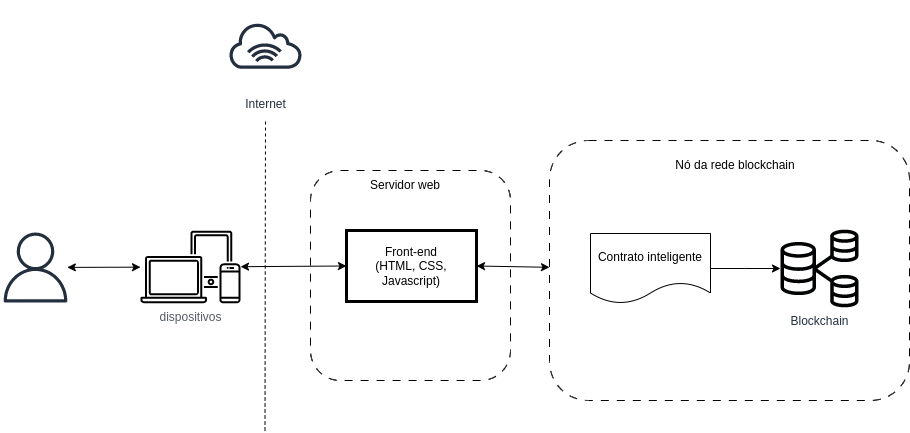 Internet
Nó da rede blockchain
Servidor web
Front-end
(HTML, CSS,
Javascript)
Contrato inteligente
dispositivos
Blockchain